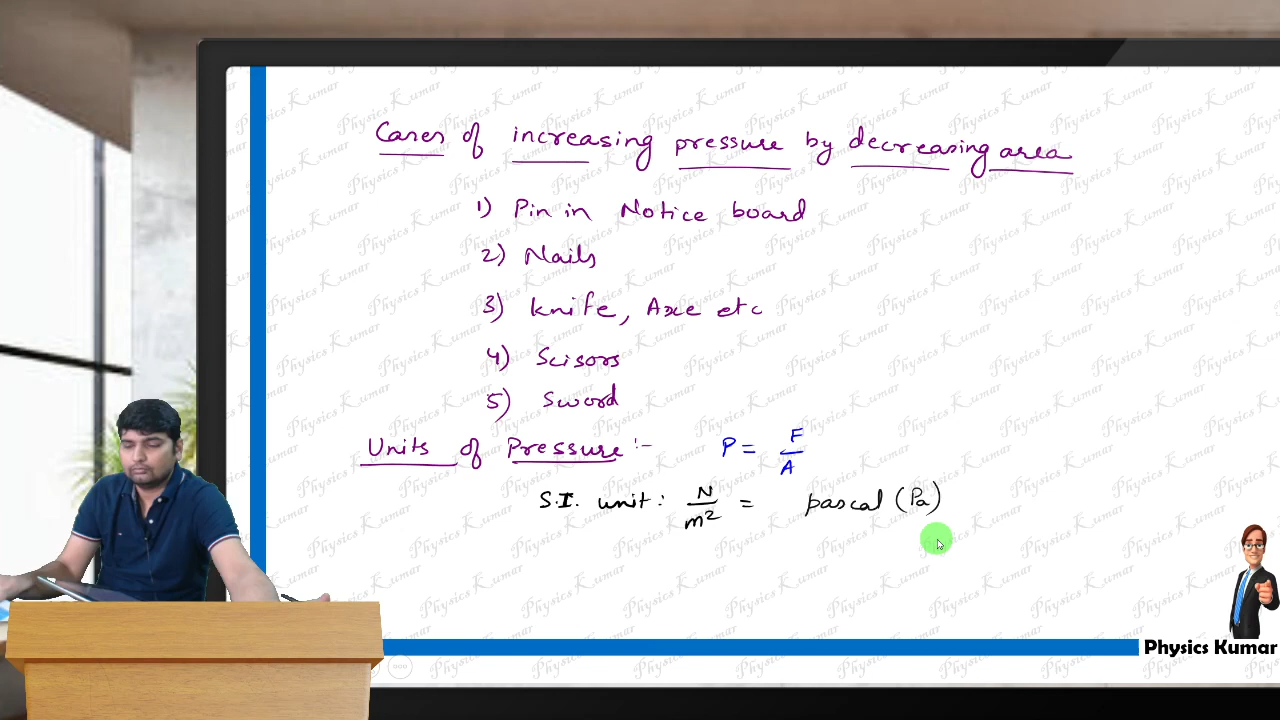 Cases of increasing pressure by decreasing area
1) Pin in Notice board
2) Nails
3) knife, Axe etc
4) Scisors
5) Sword
Units of Pressure :- P = F/A
S.I. unit : N/m² = pascal (Pa)
Physics Kumar